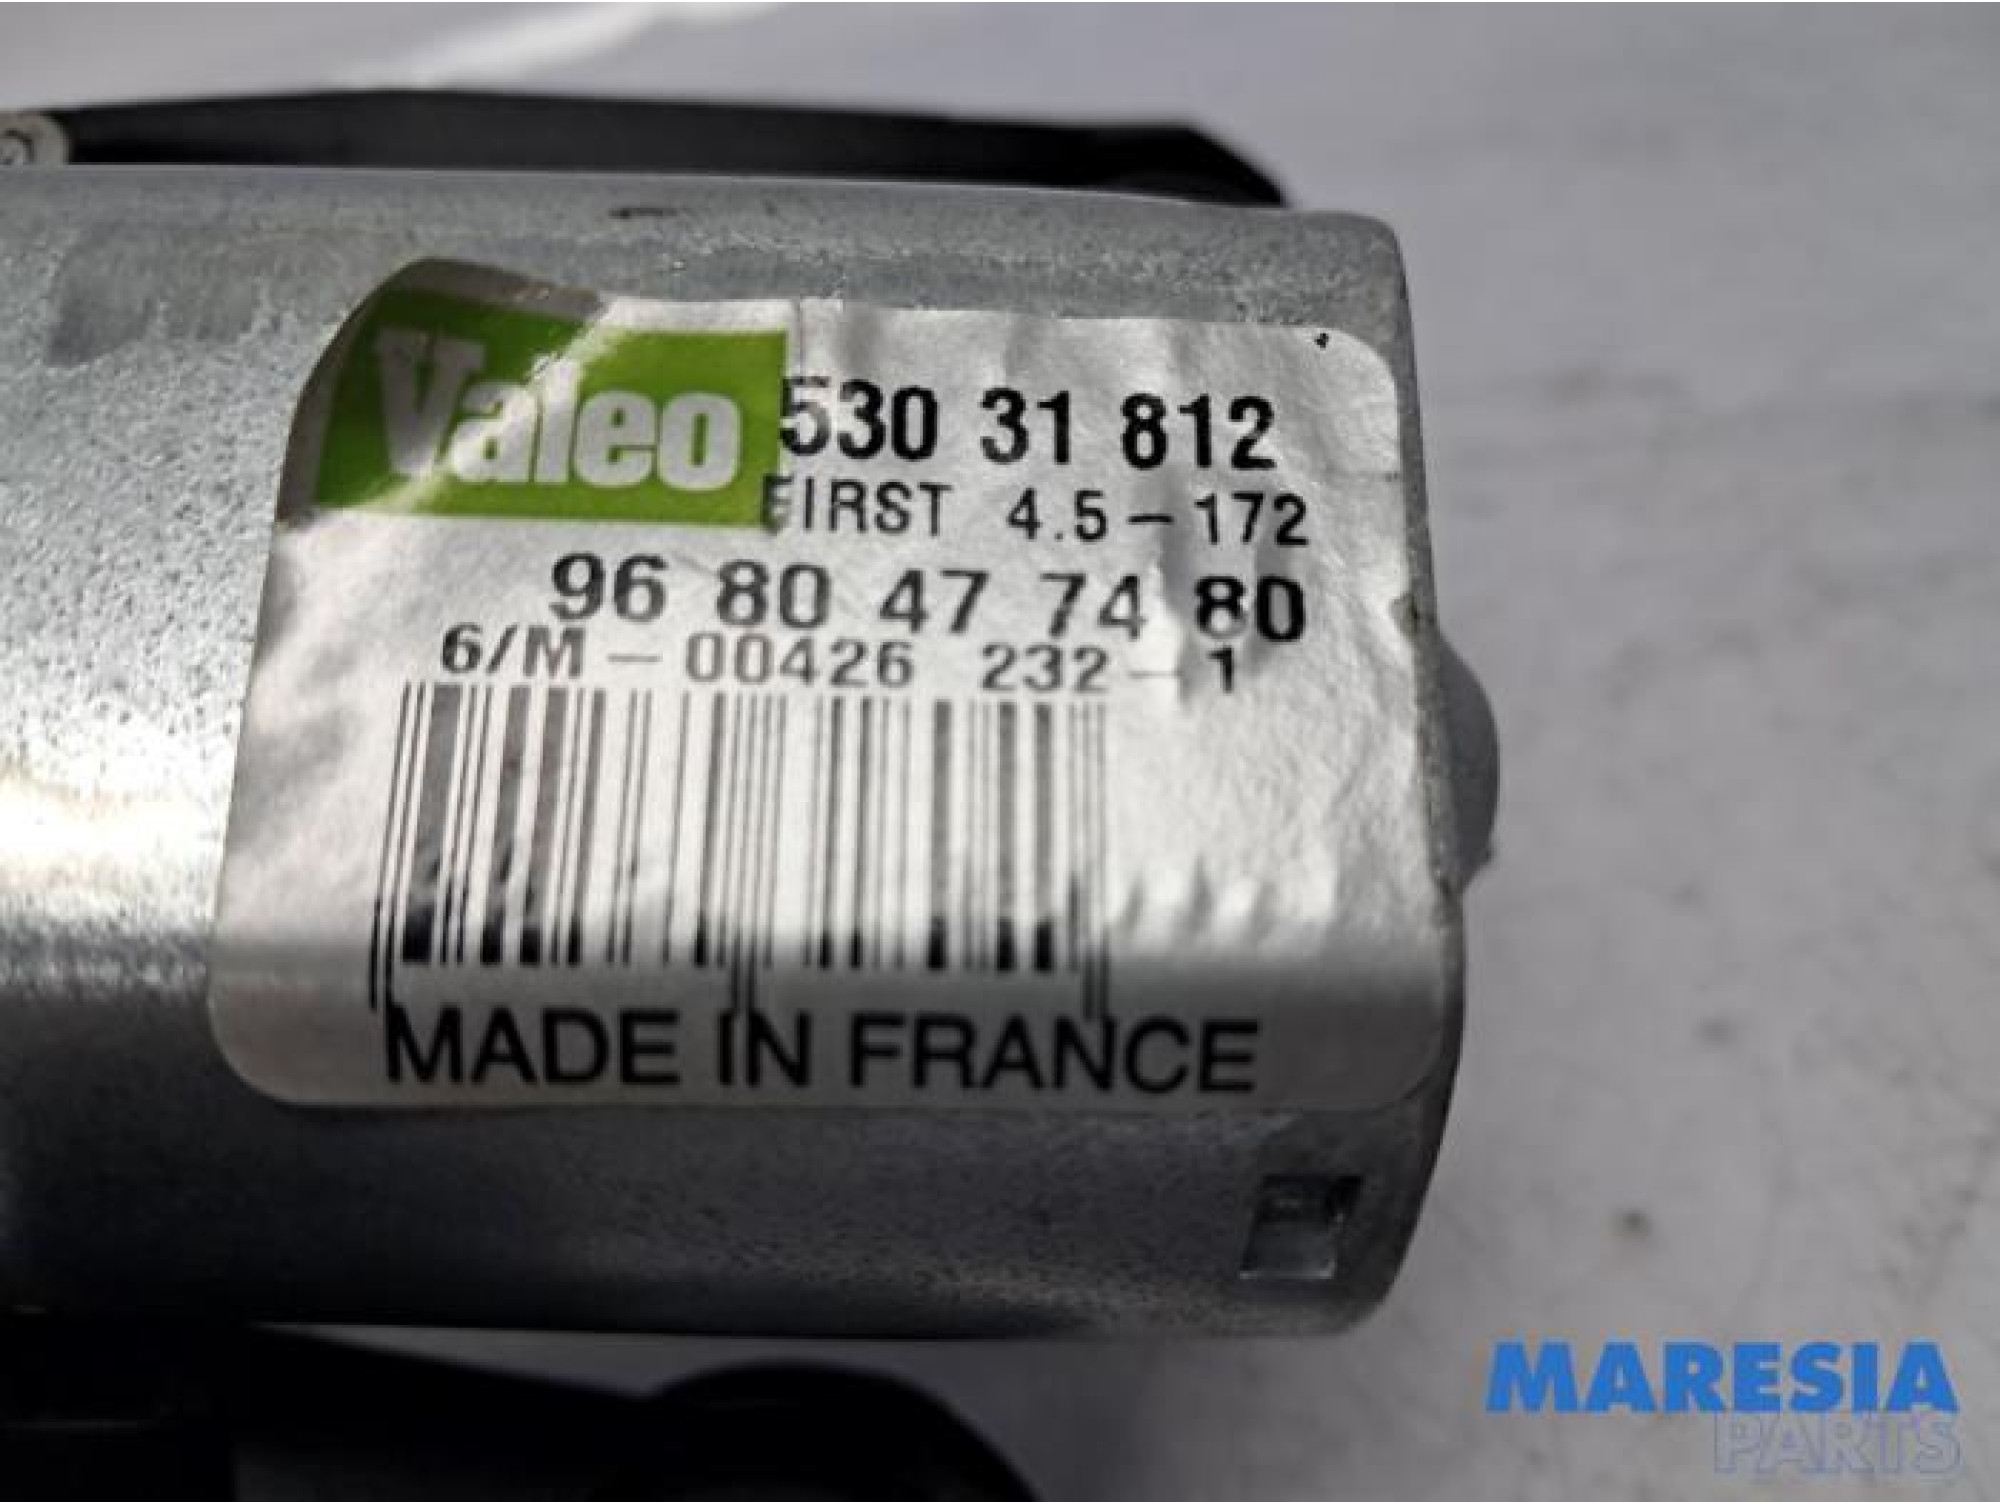 Valeo
530 31 812
FIRST 4.5-172
96 80 47 74 80
6/M-00426 232-1
MADE IN FRANCE
MARESIA
PARTS